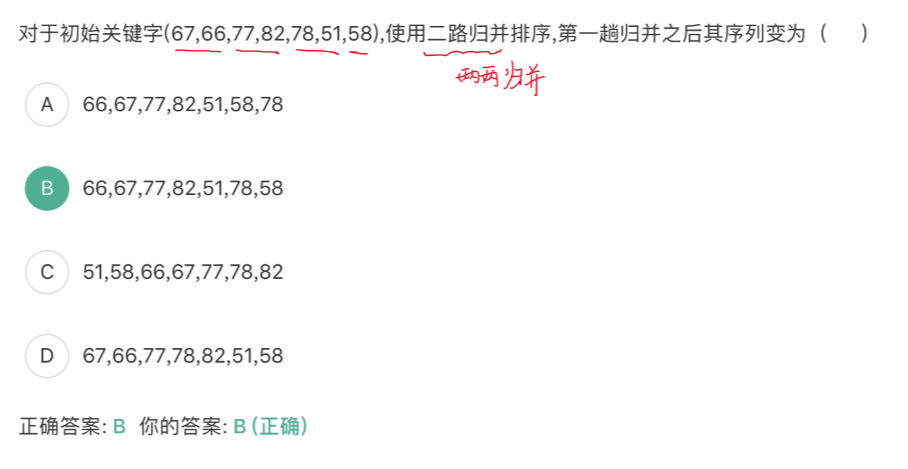 对于初始关键字(67,66,77,82,78,51,58),使用二路归并排序,第一趟归并之后其序列变为（　　）
两两归并
A 66,67,77,82,51,58,78
B 66,67,77,82,51,78,58
C 51,58,66,67,77,78,82
D 67,66,77,78,82,51,58
正确答案: B 你的答案: B (正确)